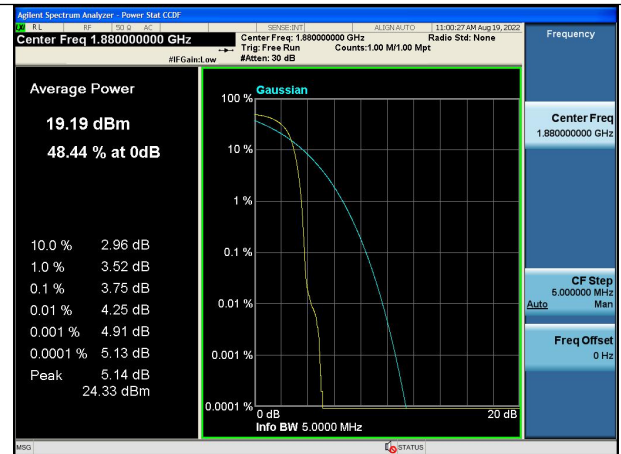 Agilent Spectrum Analyzer - Power Stat CCDF
RL RF 50 Ω AC SENSE:INT ALIGN AUTO 11:00:27 AM Aug 19, 2022
Center Freq 1.880000000 GHz
Center Freq: 1.880000000 GHz Radio Std: None
Trig: Free Run Counts:1.00 M/1.00 Mpt
#IFGain:Low #Atten: 30 dB
Frequency
Average Power
19.19 dBm
48.44 % at 0dB
10.0 % 2.96 dB
1.0 % 3.52 dB
0.1 % 3.75 dB
0.01 % 4.25 dB
0.001 % 4.91 dB
0.0001 % 5.13 dB
Peak 5.14 dB
24.33 dBm
Gaussian
100 %
10 %
1 %
0.1 %
0.01 %
0.001 %
0.0001 %
0 dB 20 dB
Info BW 5.0000 MHz
Center Freq
1.880000000 GHz
CF Step
5.000000 MHz
Auto Man
Freq Offset
0 Hz
MSG STATUS